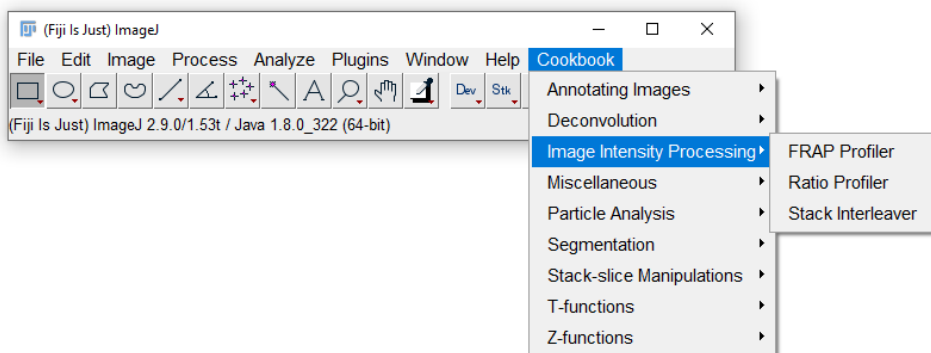 (Fiji Is Just) ImageJ
File Edit Image Process Analyze Plugins Window Help Cookbook
Dev Stk
(Fiji Is Just) ImageJ 2.9.0/1.53t / Java 1.8.0_322 (64-bit)
Annotating Images
Deconvolution
Image Intensity Processing
Miscellaneous
Particle Analysis
Segmentation
Stack-slice Manipulations
T-functions
Z-functions
FRAP Profiler
Ratio Profiler
Stack Interleaver